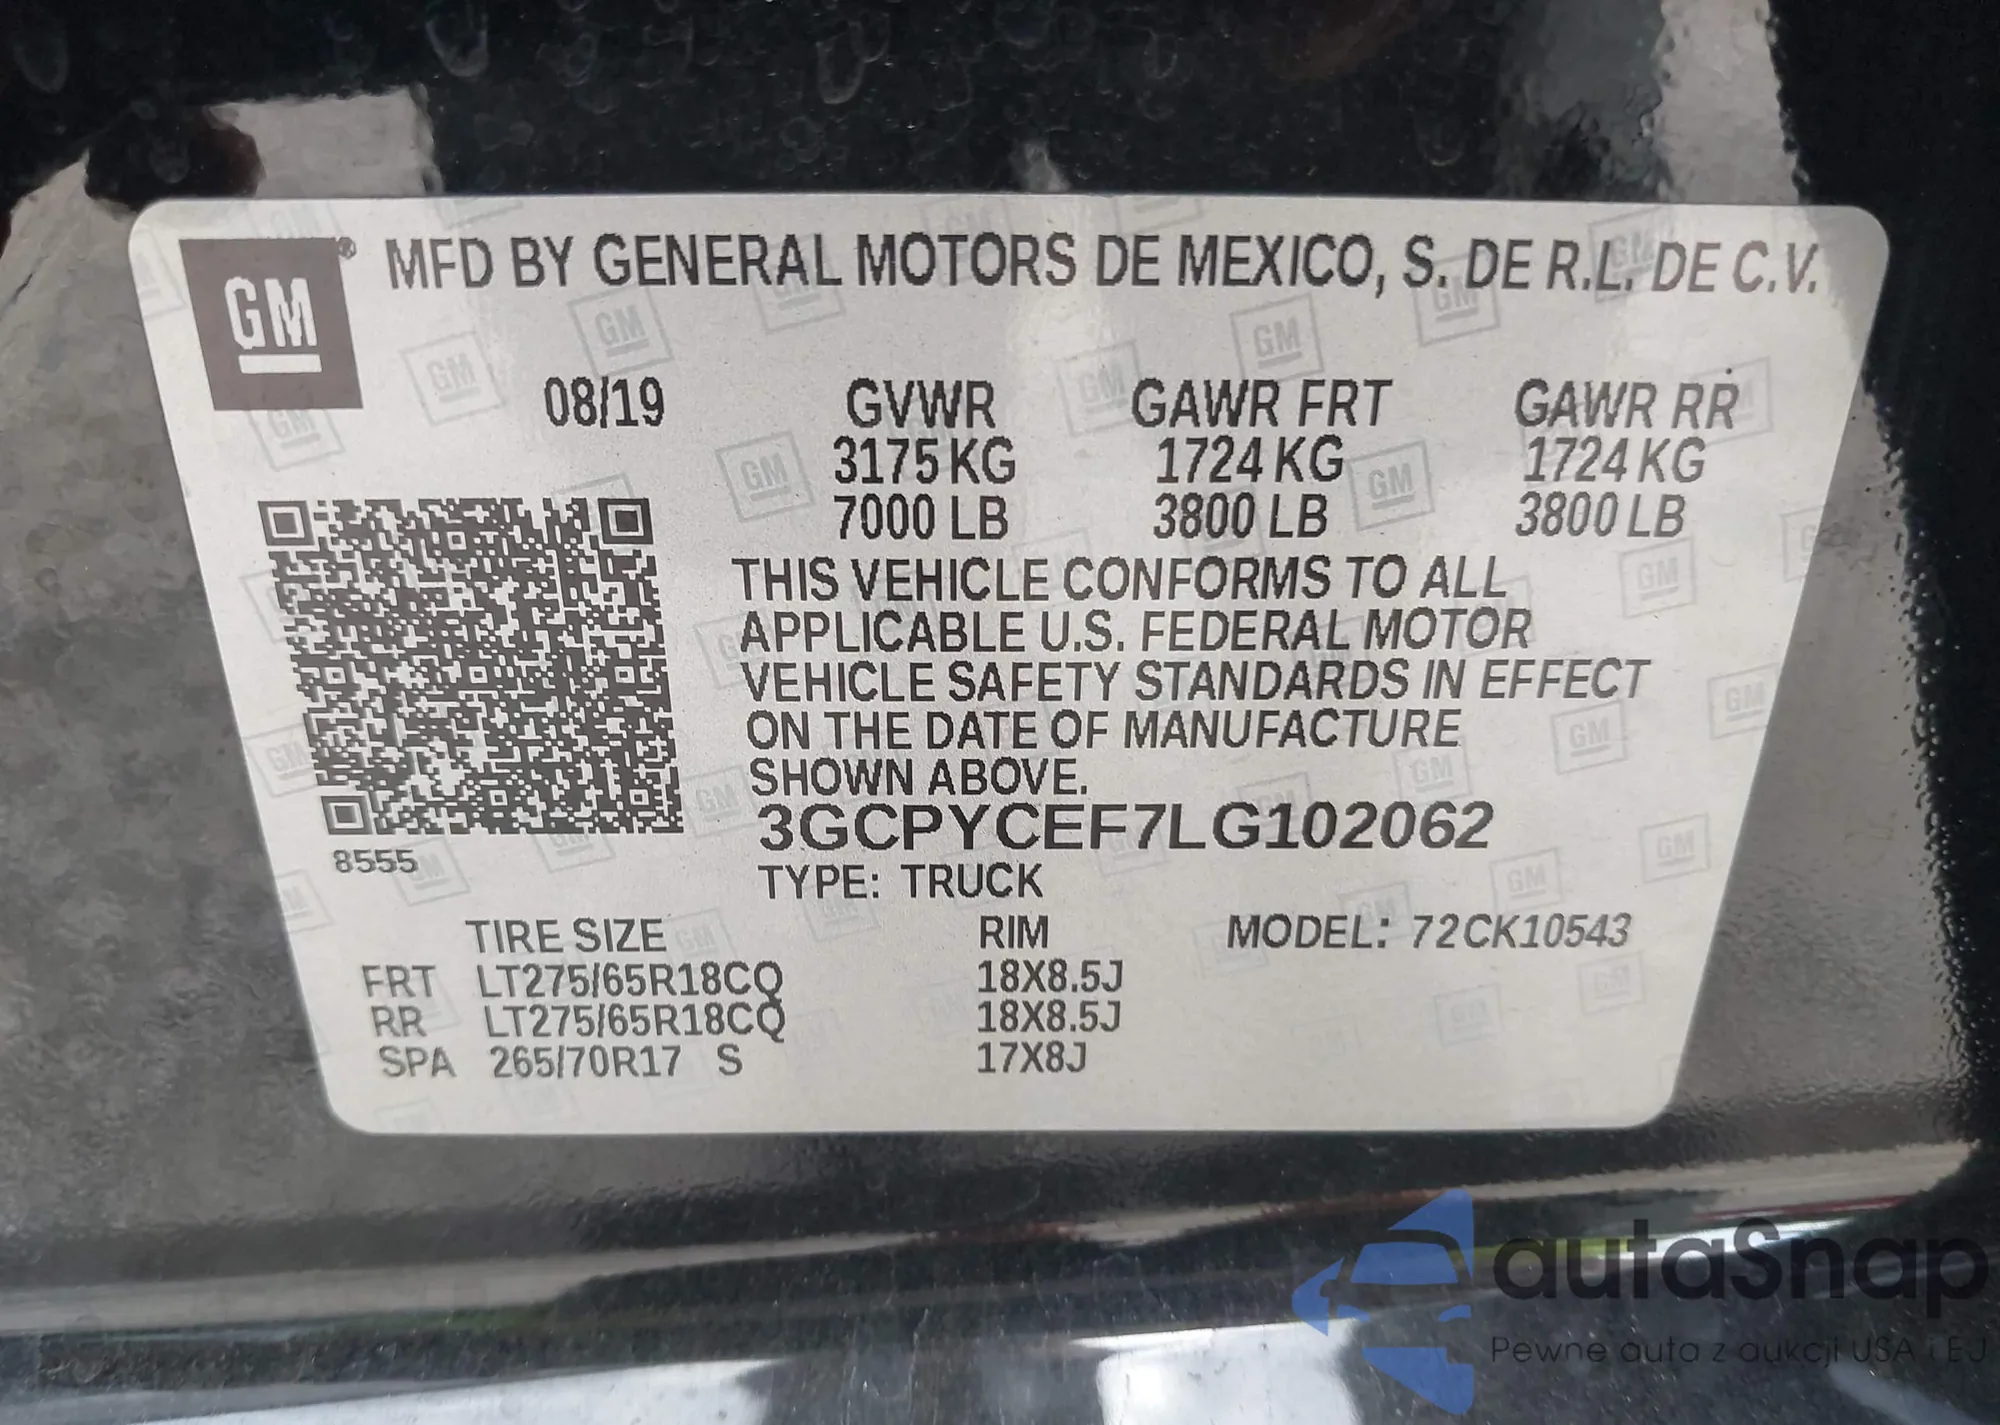 GM ® MFD BY GENERAL MOTORS DE MEXICO, S. DE R.L. DE C.V.
08/19 GVWR GAWR FRT GAWR RR
3175 KG 1724 KG 1724 KG
7000 LB 3800 LB 3800 LB
THIS VEHICLE CONFORMS TO ALL
APPLICABLE U.S. FEDERAL MOTOR
VEHICLE SAFETY STANDARDS IN EFFECT
ON THE DATE OF MANUFACTURE
SHOWN ABOVE.
3GCPYCEF7LG102062
8555
TYPE: TRUCK
TIRE SIZE RIM MODEL: 72CK10543
FRT LT275/65R18CQ 18X8.5J
RR LT275/65R18CQ 18X8.5J
SPA 265/70R17 S 17X8J
autaSnap
Pewne auta z aukcji USA i EU